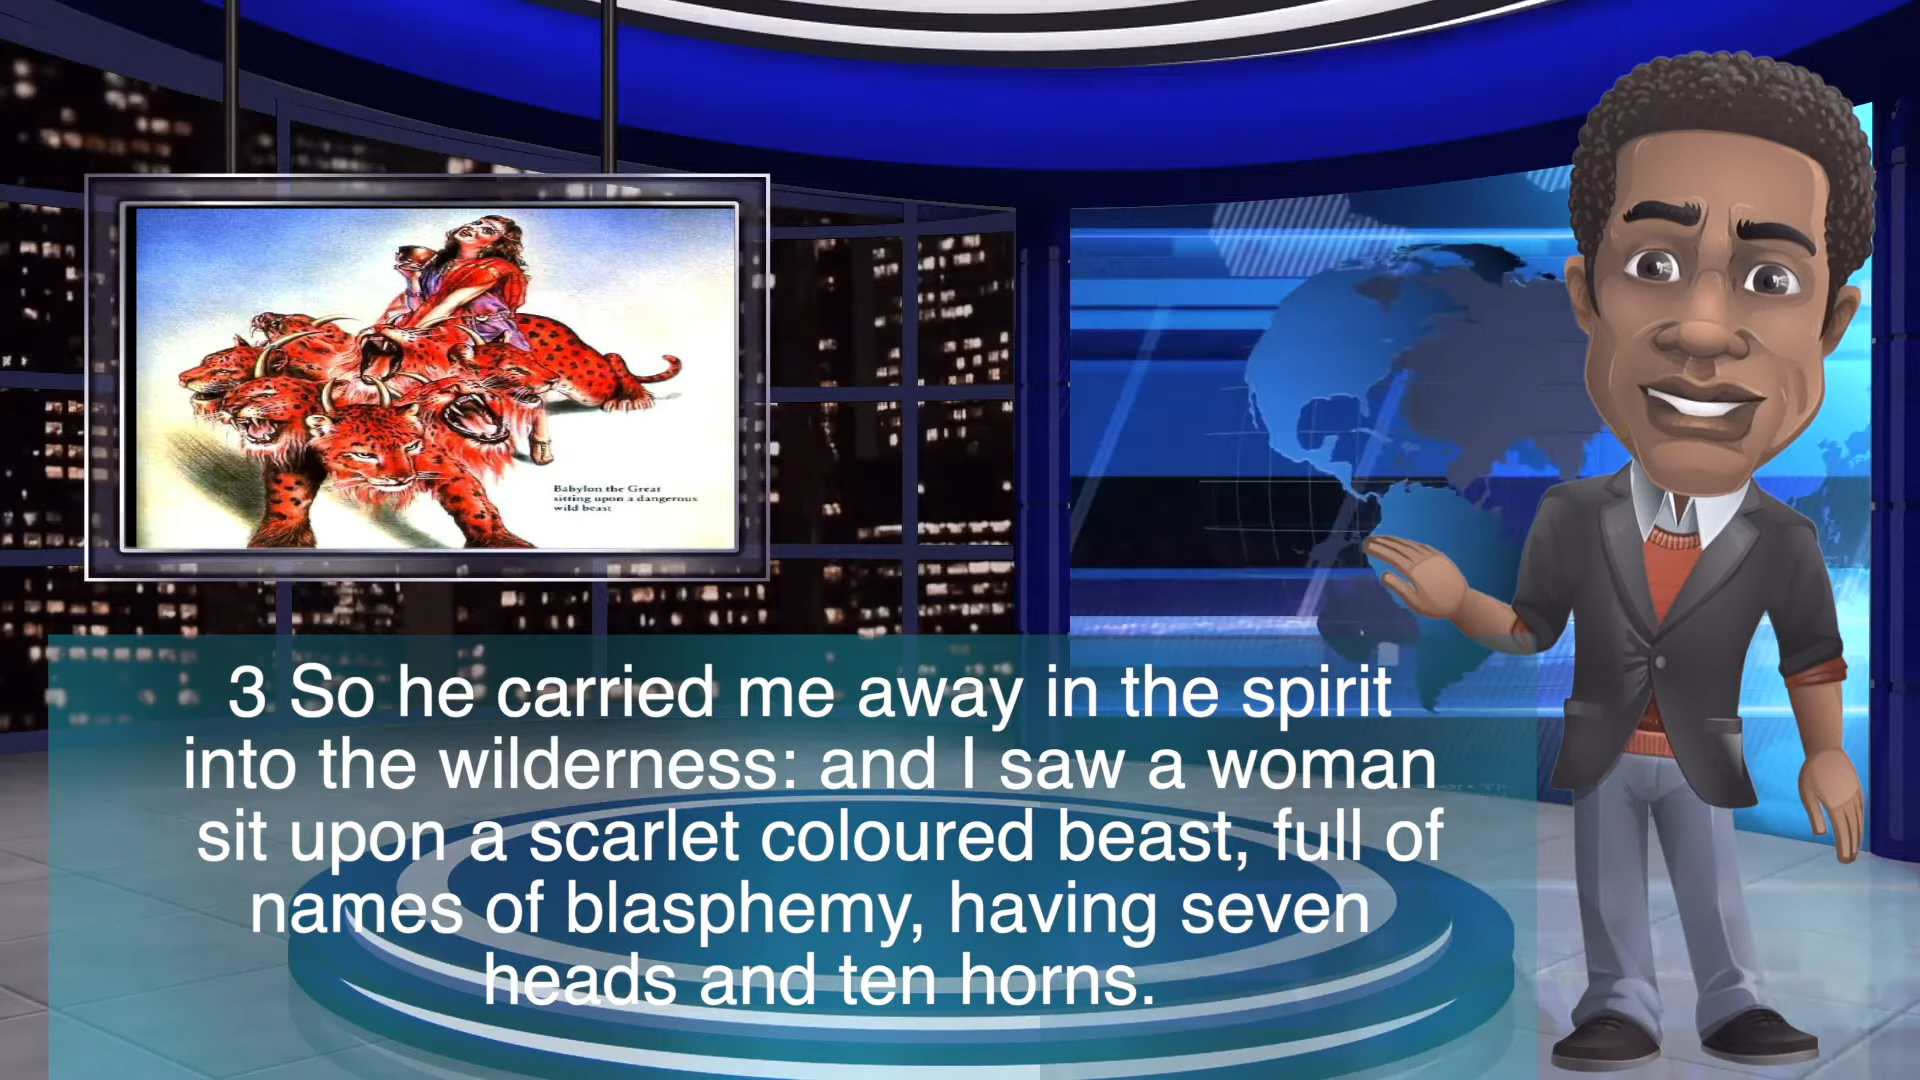 Babylon the Great
sitting upon a dangerous
wild beast
3 So he carried me away in the spirit
into the wilderness: and I saw a woman
sit upon a scarlet coloured beast, full of
names of blasphemy, having seven
heads and ten horns.